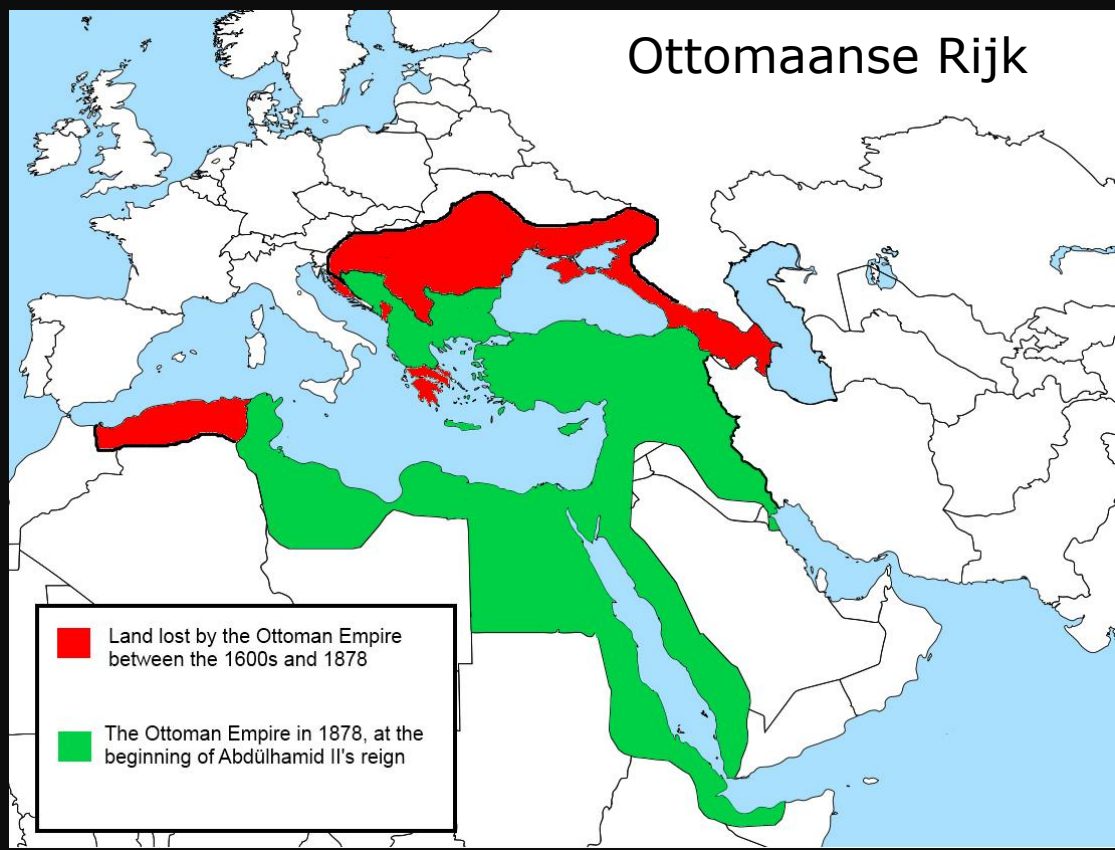 Ottomaanse Rijk
Land lost by the Ottoman Empire
between the 1600s and 1878
The Ottoman Empire in 1878, at the
beginning of Abdülhamid II's reign